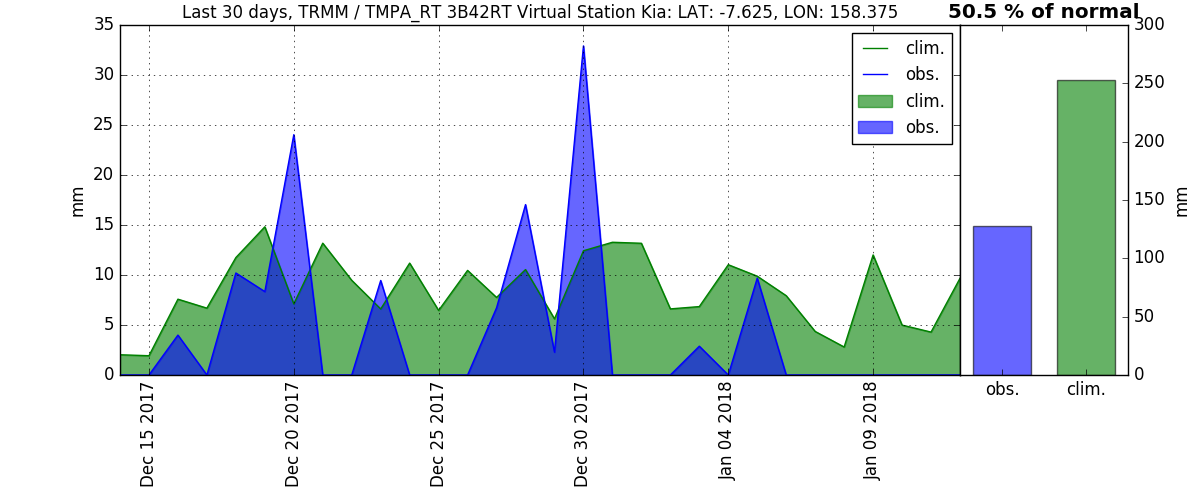 Last 30 days, TRMM / TMPA_RT 3B42RT Virtual Station Kia: LAT: -7.625, LON: 158.375
50.5 % of normal
35
30
25
20
15
10
5
0
mm
clim.
obs.
clim.
obs.
Dec 15 2017
Dec 20 2017
Dec 25 2017
Dec 30 2017
Jan 04 2018
Jan 09 2018
300
250
200
150
100
50
0
mm
obs.
clim.